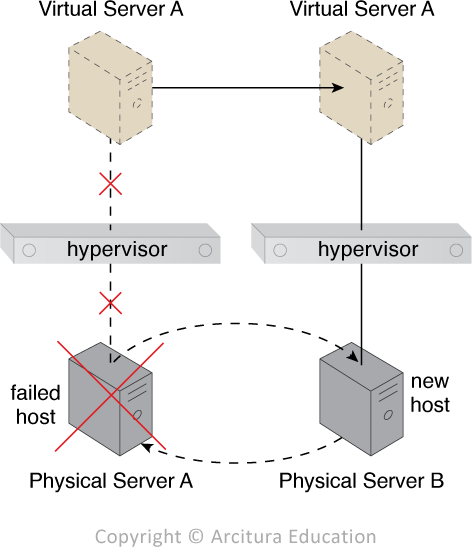 Virtual Server A
Virtual Server A
hypervisor
hypervisor
failed
host
new
host
Physical Server A
Physical Server B
Copyright © Arcitura Education